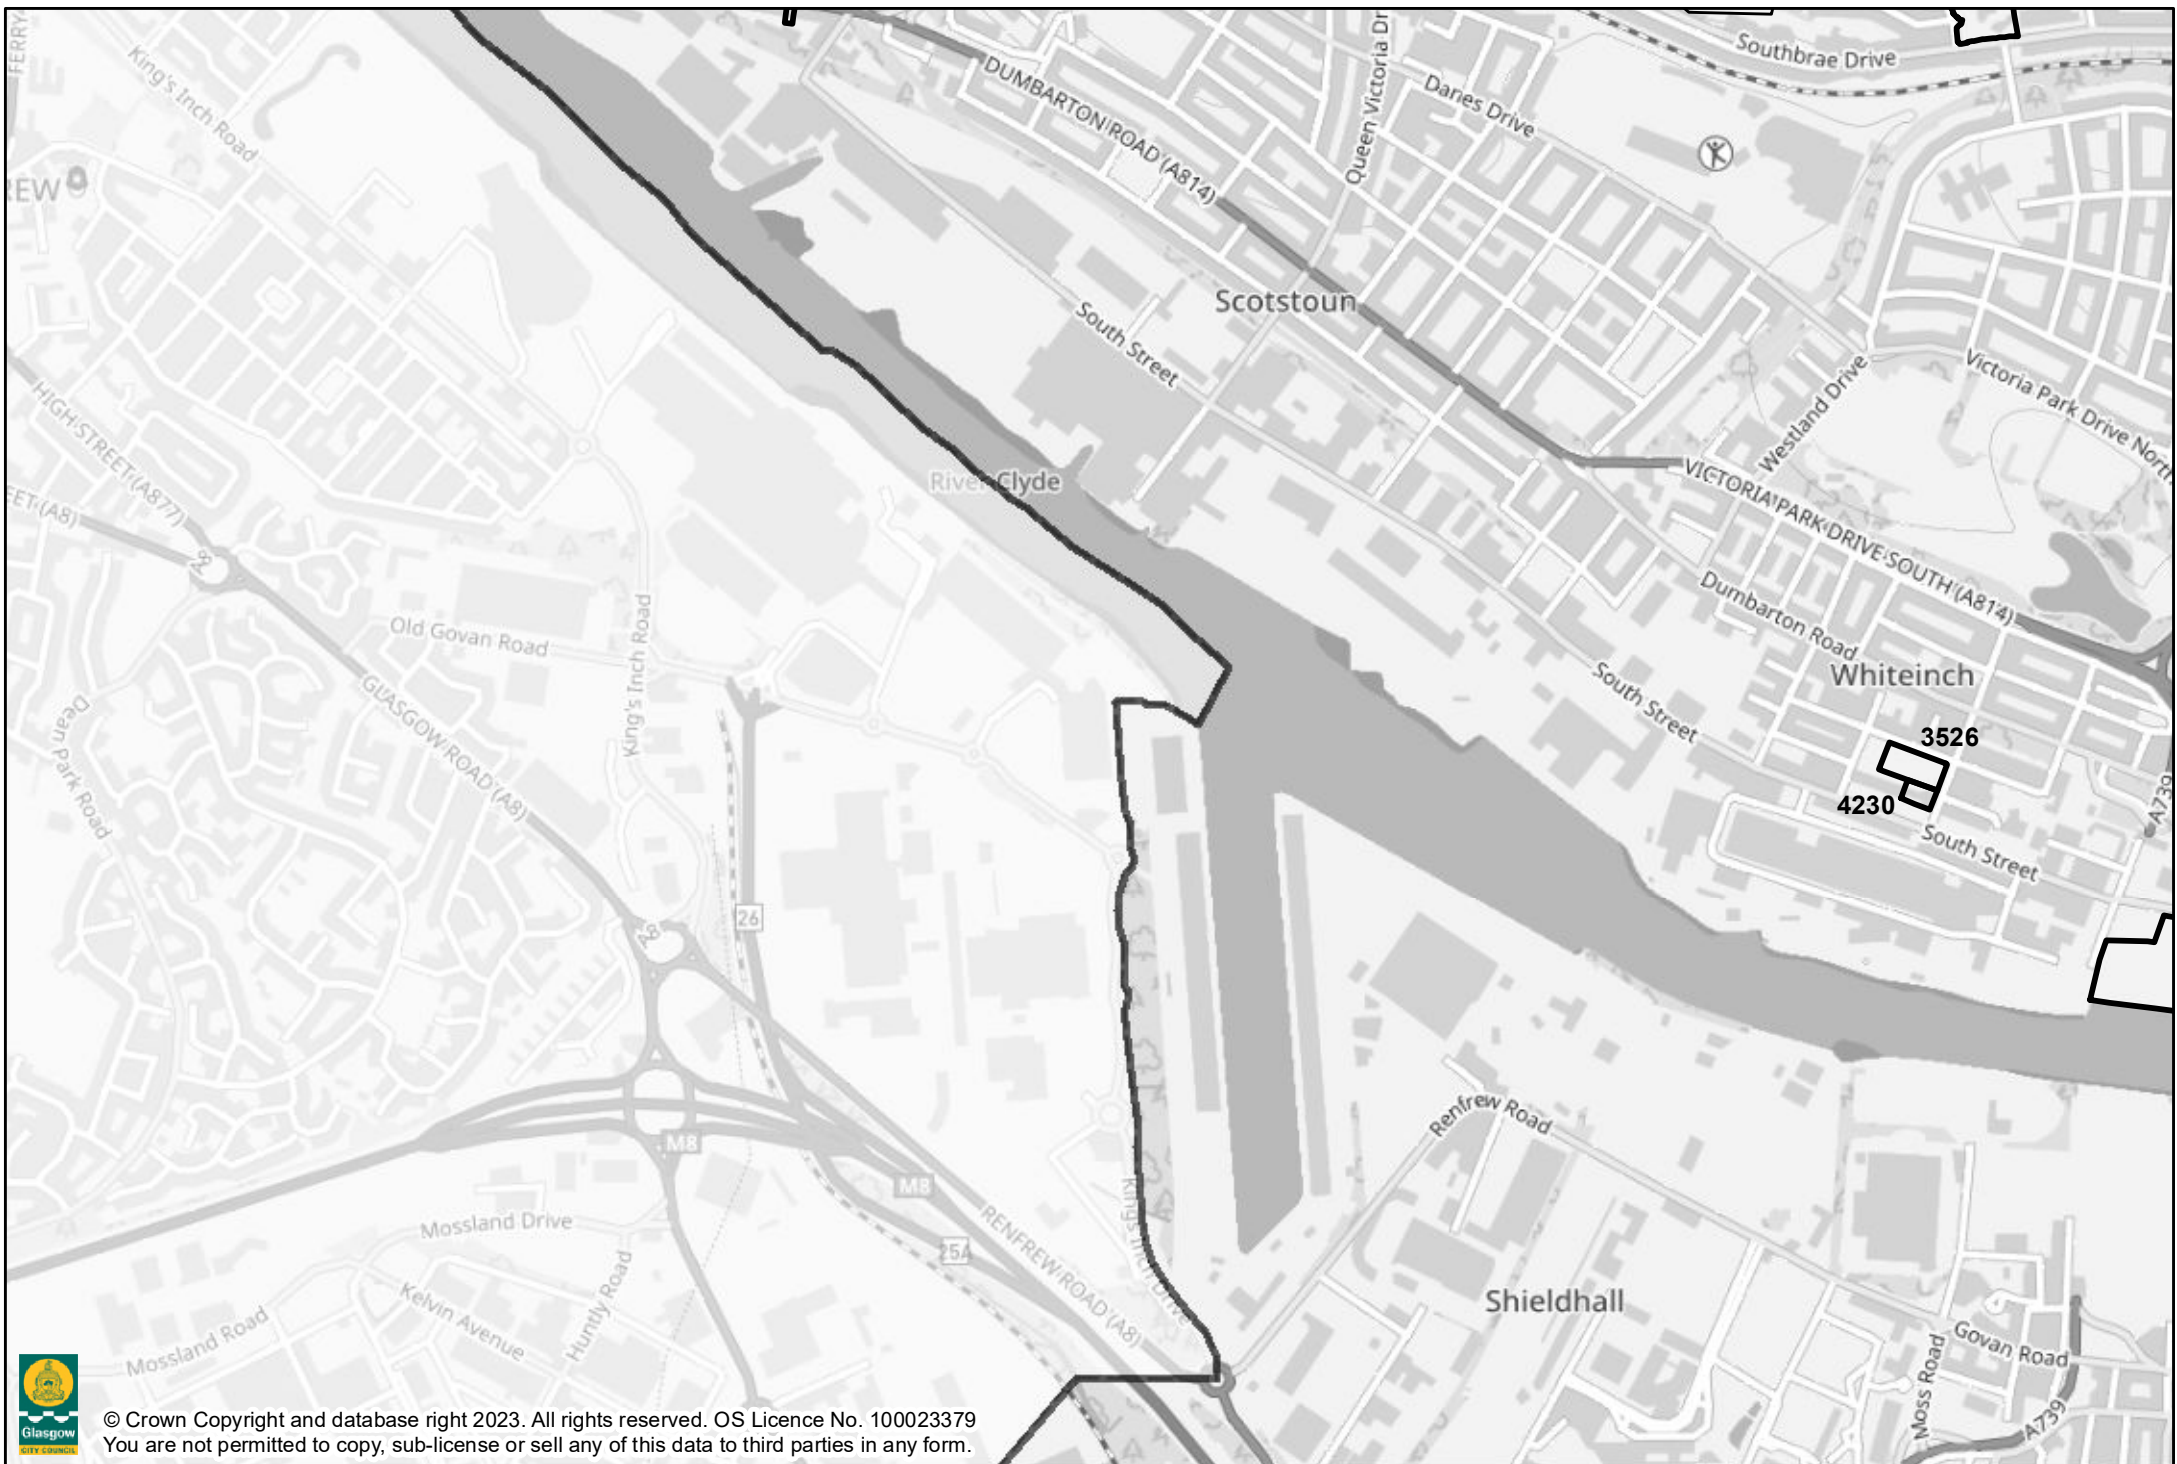 FERRY
King's Inch Road
REW
DUMBARTON ROAD (A814)
Queen Victoria Dr
Danes Drive
Southbrae Drive
Scotstoun
South Street
Westland Drive
Victoria Park Drive North
HIGH STREET (A877)
EET (A8)
A8
River Clyde
VICTORIA PARK DRIVE SOUTH (A814)
Dumbarton Road
Whiteinch
Old Govan Road
King's Inch Road
GLASGOW ROAD (A8)
Dean Park Road
South Street
3526
4230
South Street
A739
26
A8
M8
M8
25A
Renfrew Road
Kings Inch Drive
RENFREW ROAD (A8)
Mossland Drive
Mossland Road
Kelvin Avenue
Huntly Road
Shieldhall
Govan Road
Moss Road
A739
Glasgow
CITY COUNCIL
© Crown Copyright and database right 2023. All rights reserved. OS Licence No. 100023379
You are not permitted to copy, sub-license or sell any of this data to third parties in any form.